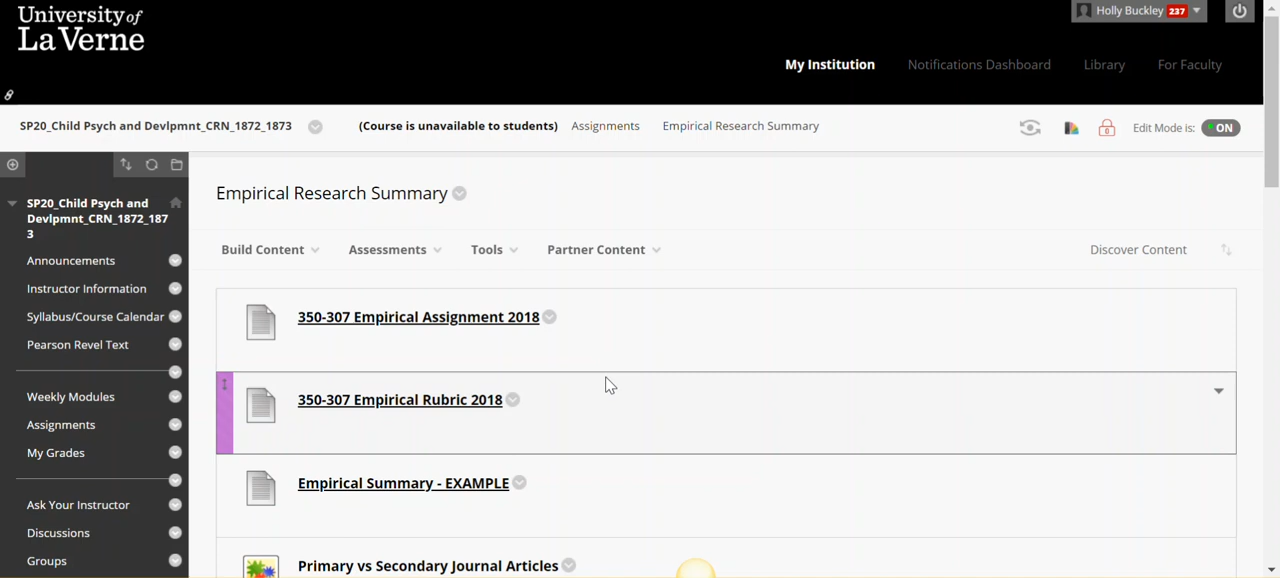 University of
La Verne
Holly Buckley 237
My Institution Notifications Dashboard Library For Faculty
SP20_Child Psych and Devlpmnt_CRN_1872_1873 (Course is unavailable to students) Assignments Empirical Research Summary Edit Mode is: ON
SP20_Child Psych and
Devlpmnt_CRN_1872_187
3
Announcements
Instructor Information
Syllabus/Course Calendar
Pearson Revel Text
Weekly Modules
Assignments
My Grades
Ask Your Instructor
Discussions
Groups
Empirical Research Summary
Build Content Assessments Tools Partner Content Discover Content
350-307 Empirical Assignment 2018
350-307 Empirical Rubric 2018
Empirical Summary - EXAMPLE
Primary vs Secondary Journal Articles